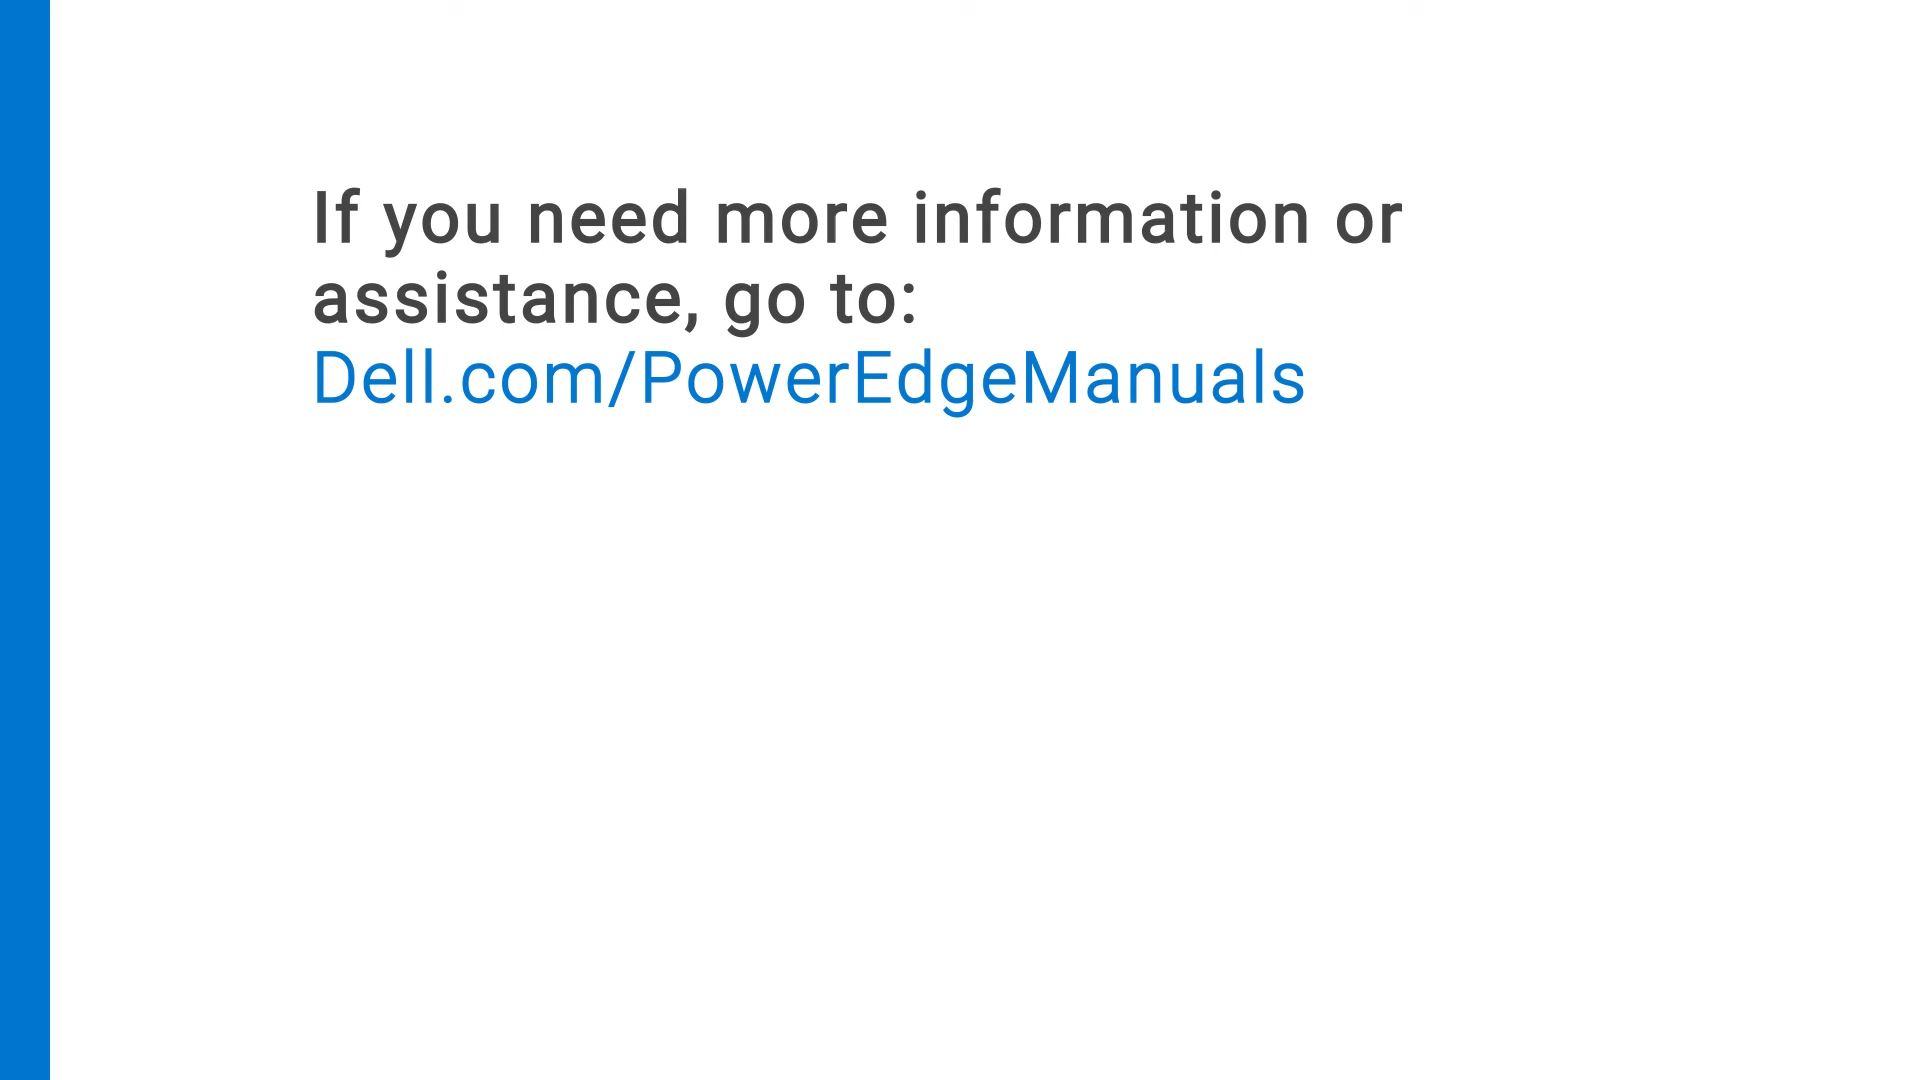 If you need more information or
assistance, go to:
Dell.com/PowerEdgeManuals